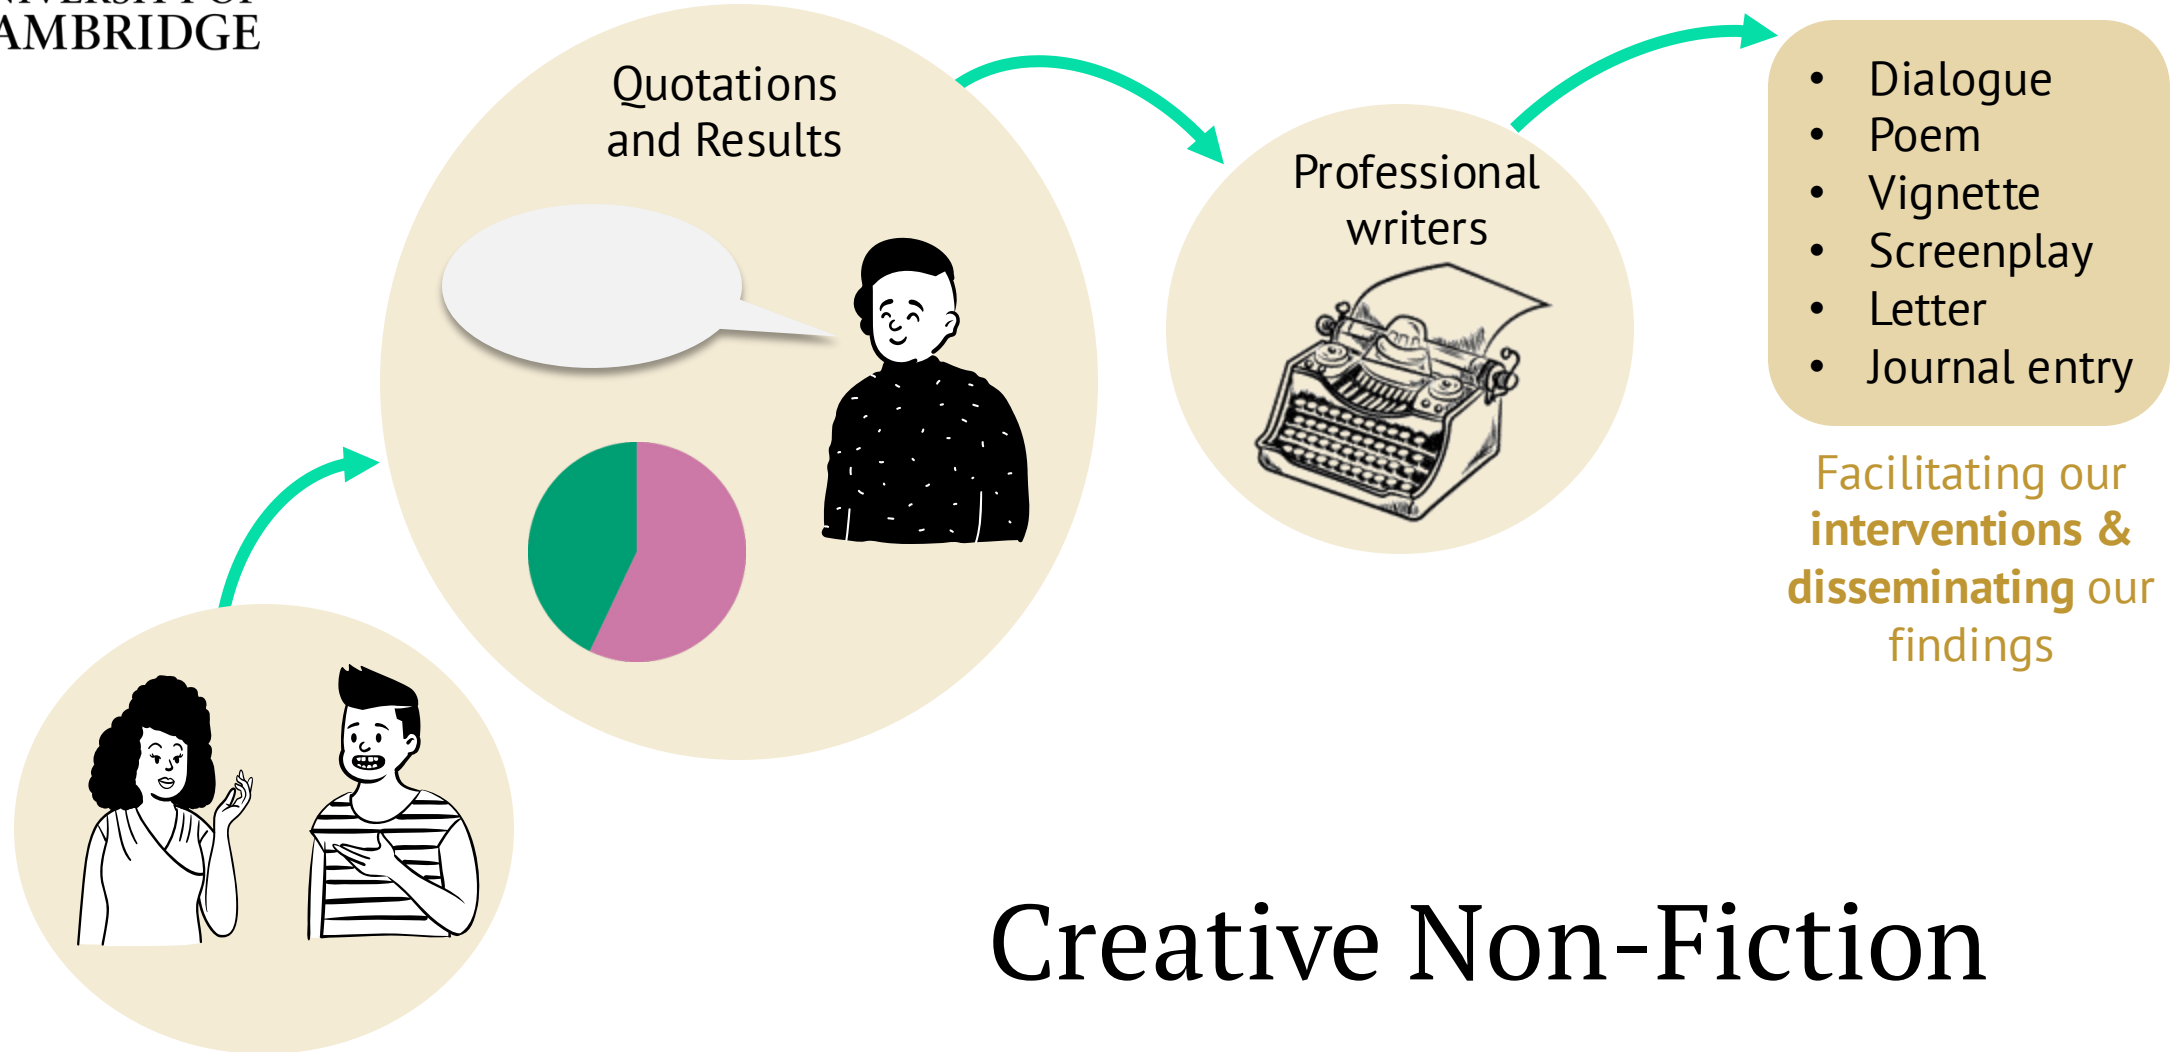 AMBRIDGE
Quotations
and Results
Professional
writers
• Dialogue
• Poem
• Vignette
• Screenplay
• Letter
• Journal entry
Facilitating our
interventions &
disseminating our
findings
Creative Non-Fiction